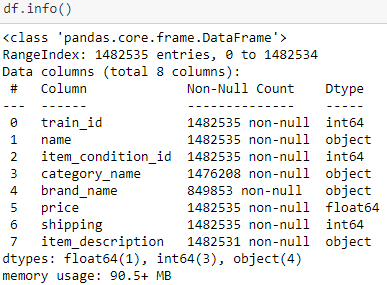 df.info()
<class 'pandas.core.frame.DataFrame'>
RangeIndex: 1482535 entries, 0 to 1482534
Data columns (total 8 columns):
 #   Column             Non-Null Count    Dtype
---  ------             --------------    -----
 0   train_id           1482535 non-null  int64
 1   name               1482535 non-null  object
 2   item_condition_id  1482535 non-null  int64
 3   category_name      1476208 non-null  object
 4   brand_name         849853 non-null   object
 5   price              1482535 non-null  float64
 6   shipping           1482535 non-null  int64
 7   item_description   1482531 non-null  object
dtypes: float64(1), int64(3), object(4)
memory usage: 90.5+ MB